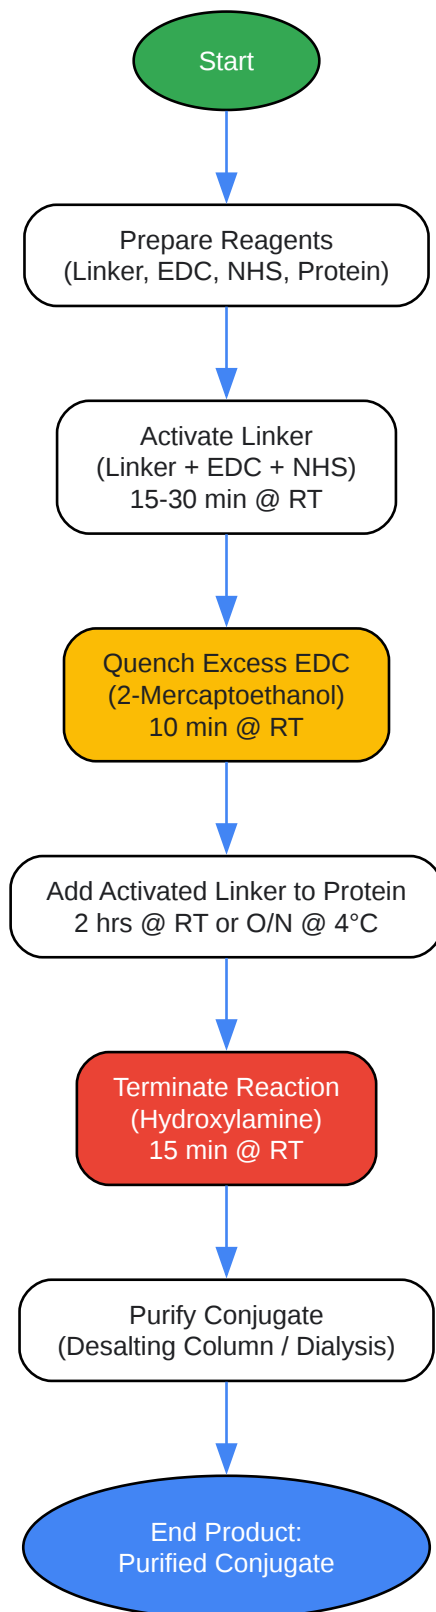 Start
Prepare Reagents
(Linker, EDC, NHS, Protein)
Activate Linker
(Linker + EDC + NHS)
15-30 min @ RT
Quench Excess EDC
(2-Mercaptoethanol)
10 min @ RT
Add Activated Linker to Protein
2 hrs @ RT or O/N @ 4°C
Terminate Reaction
(Hydroxylamine)
15 min @ RT
Purify Conjugate
(Desalting Column / Dialysis)
End Product:
Purified Conjugate